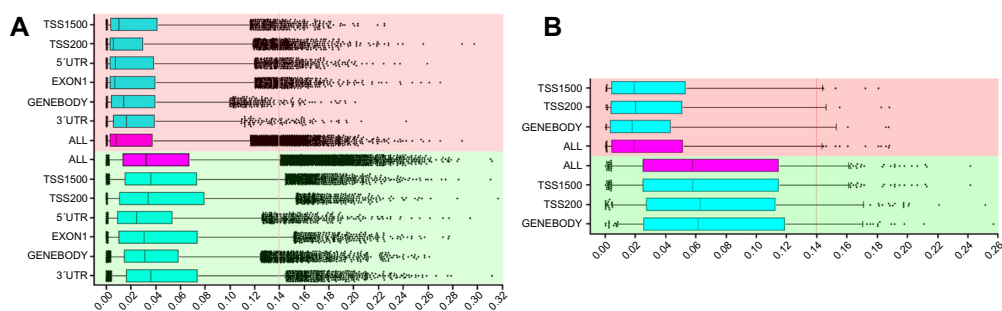 A
TSS1500
TSS200
5´UTR
EXON1
GENEBODY
3´UTR
ALL
ALL
TSS1500
TSS200
5´UTR
EXON1
GENEBODY
3´UTR
0.00 0.02 0.04 0.06 0.08 0.10 0.12 0.14 0.16 0.18 0.20 0.22 0.24 0.26 0.28 0.30 0.32
B
TSS1500
TSS200
GENEBODY
ALL
ALL
TSS1500
TSS200
GENEBODY
0.00 0.02 0.04 0.06 0.08 0.10 0.12 0.14 0.16 0.18 0.20 0.22 0.24 0.26 0.28